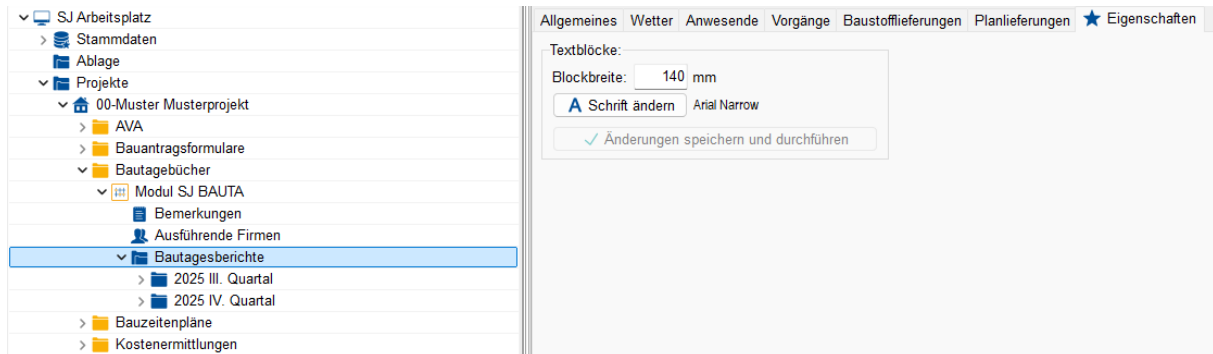 SJ Arbeitsplatz
Stammdaten
Ablage
Projekte
00-Muster Musterprojekt
AVA
Bauantragsformulare
Bautagebücher
Modul SJ BAUTA
Bemerkungen
Ausführende Firmen
Bautagesberichte
2025 III. Quartal
2025 IV. Quartal
Bauzeitenpläne
Kostenermittlungen
Allgemeines Wetter Anwesende Vorgänge Baustofflieferungen Planlieferungen Eigenschaften
Textblöcke:
Blockbreite: 140 mm
A Schrift ändern Arial Narrow
Änderungen speichern und durchführen